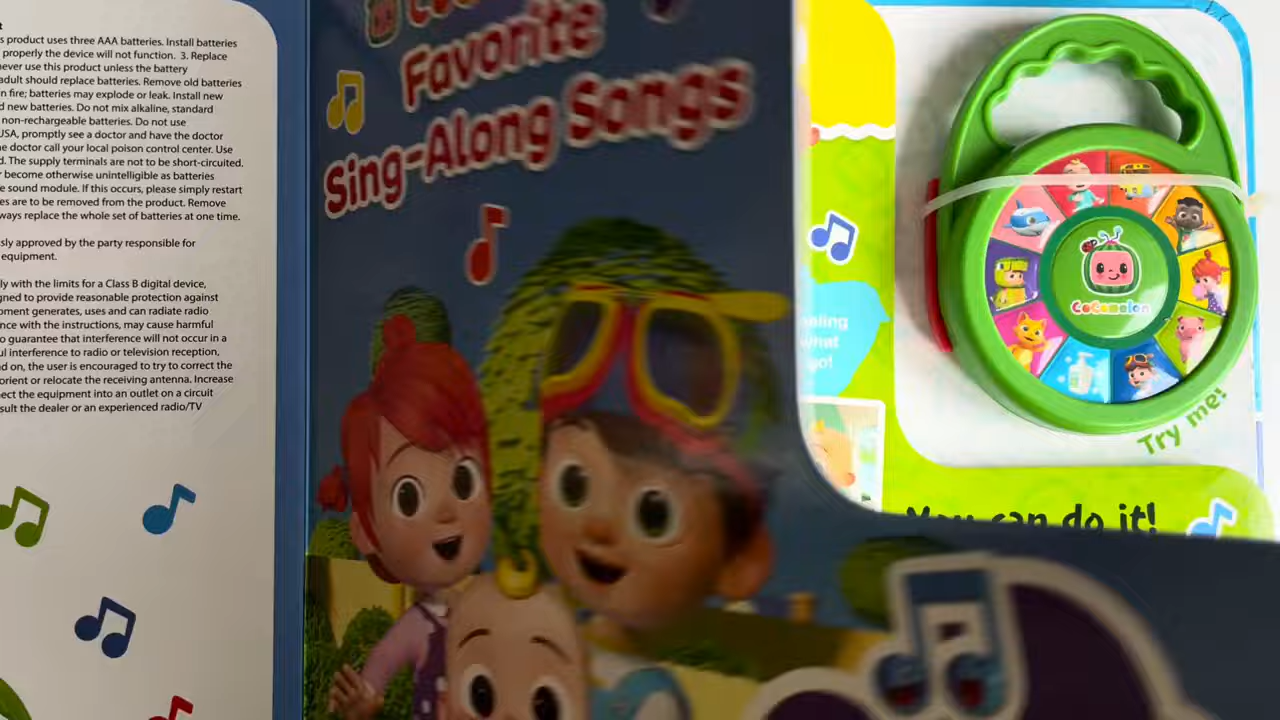 s product uses three AAA batteries. Install batteries
properly the device will not function. 3. Replace
never use this product unless the battery
adult should replace batteries. Remove old batteries
n fire; batteries may explode or leak. Install new
d new batteries. Do not mix alkaline, standard
non-rechargeable batteries. Do not use
USA, promptly see a doctor and have the doctor
e doctor call your local poison control center. Use
d. The supply terminals are not to be short-circuited.
become otherwise unintelligible as batteries
e sound module. If this occurs, please simply restart
es are to be removed from the product. Remove
ways replace the whole set of batteries at one time.
sly approved by the party responsible for
equipment.
ly with the limits for a Class B digital device,
gned to provide reasonable protection against
pment generates, uses and can radiate radio
nce with the instructions, may cause harmful
o guarantee that interference will not occur in a
ul interference to radio or television reception,
d on, the user is encouraged to try to correct the
orient or relocate the receiving antenna. Increase
ect the equipment into an outlet on a circuit
sult the dealer or an experienced radio/TV
Favorite
Sing-Along Songs
CoComelon
what
go!
Try me!
You can do it!